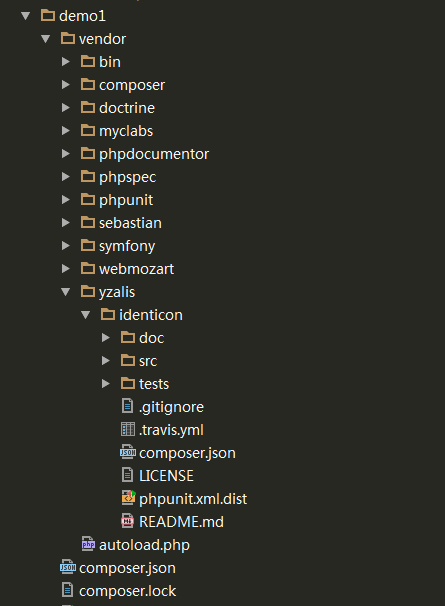 demo1
vendor
bin
composer
doctrine
myclabs
phpdocumentor
phpspec
phpunit
sebastian
symfony
webmozart
yzalis
identicon
doc
src
tests
.gitignore
.travis.yml
composer.json
LICENSE
phpunit.xml.dist
README.md
autoload.php
composer.json
composer.lock